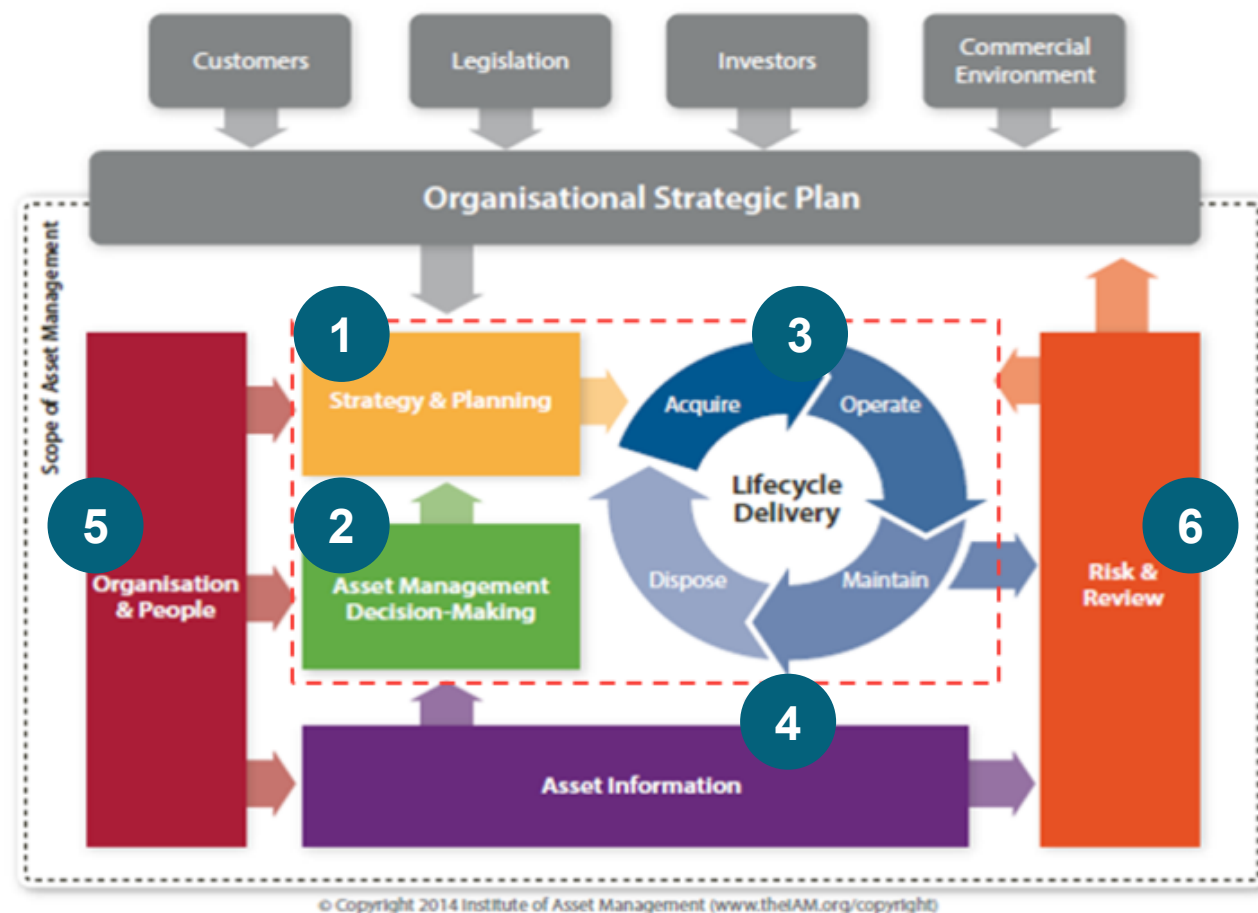 Customers
Legislation
Investors
Commercial
Environment
Organisational Strategic Plan
Scope of Asset Management
1
Strategy & Planning
3
Acquire
Operate
Lifecycle
Delivery
Dispose
Maintain
2
Asset Management
Decision-Making
5
Organisation
& People
6
Risk &
Review
4
Asset Information
© Copyright 2014 Institute of Asset Management (www.theIAM.org/copyright)